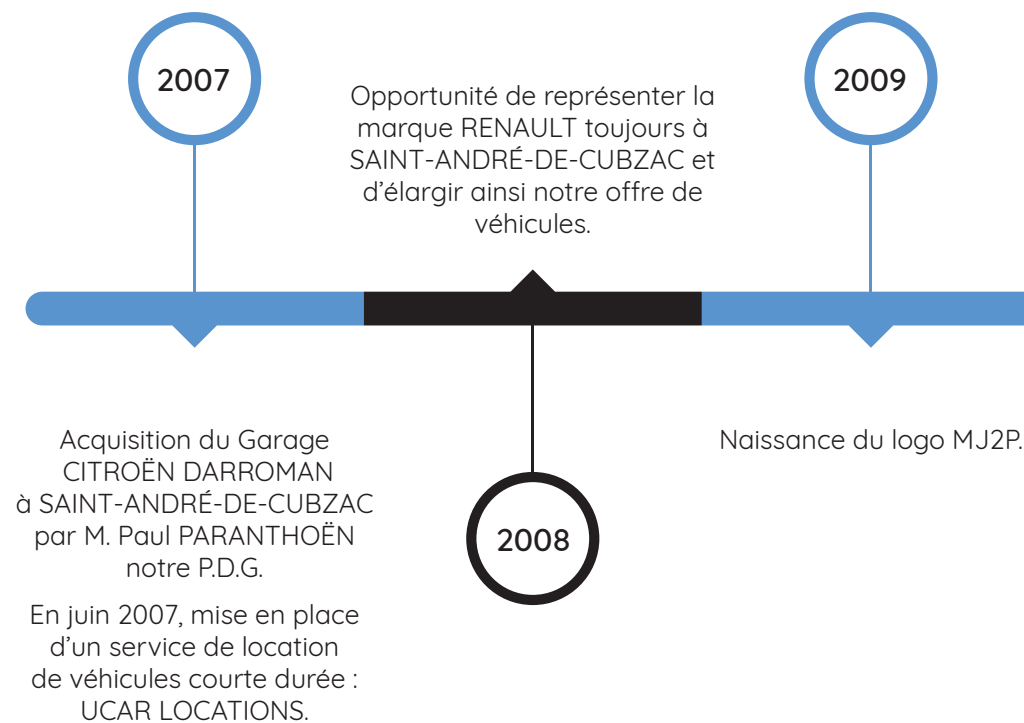 2007
Acquisition du Garage
CITROËN DARROMAN
à SAINT-ANDRÉ-DE-CUBZAC
par M. Paul PARANTHOËN
notre P.D.G.
En juin 2007, mise en place
d’un service de location
de véhicules courte durée :
UCAR LOCATIONS.
Opportunité de représenter la
marque RENAULT toujours à
SAINT-ANDRÉ-DE-CUBZAC et
d’élargir ainsi notre offre de
véhicules.
2008
2009
Naissance du logo MJ2P.